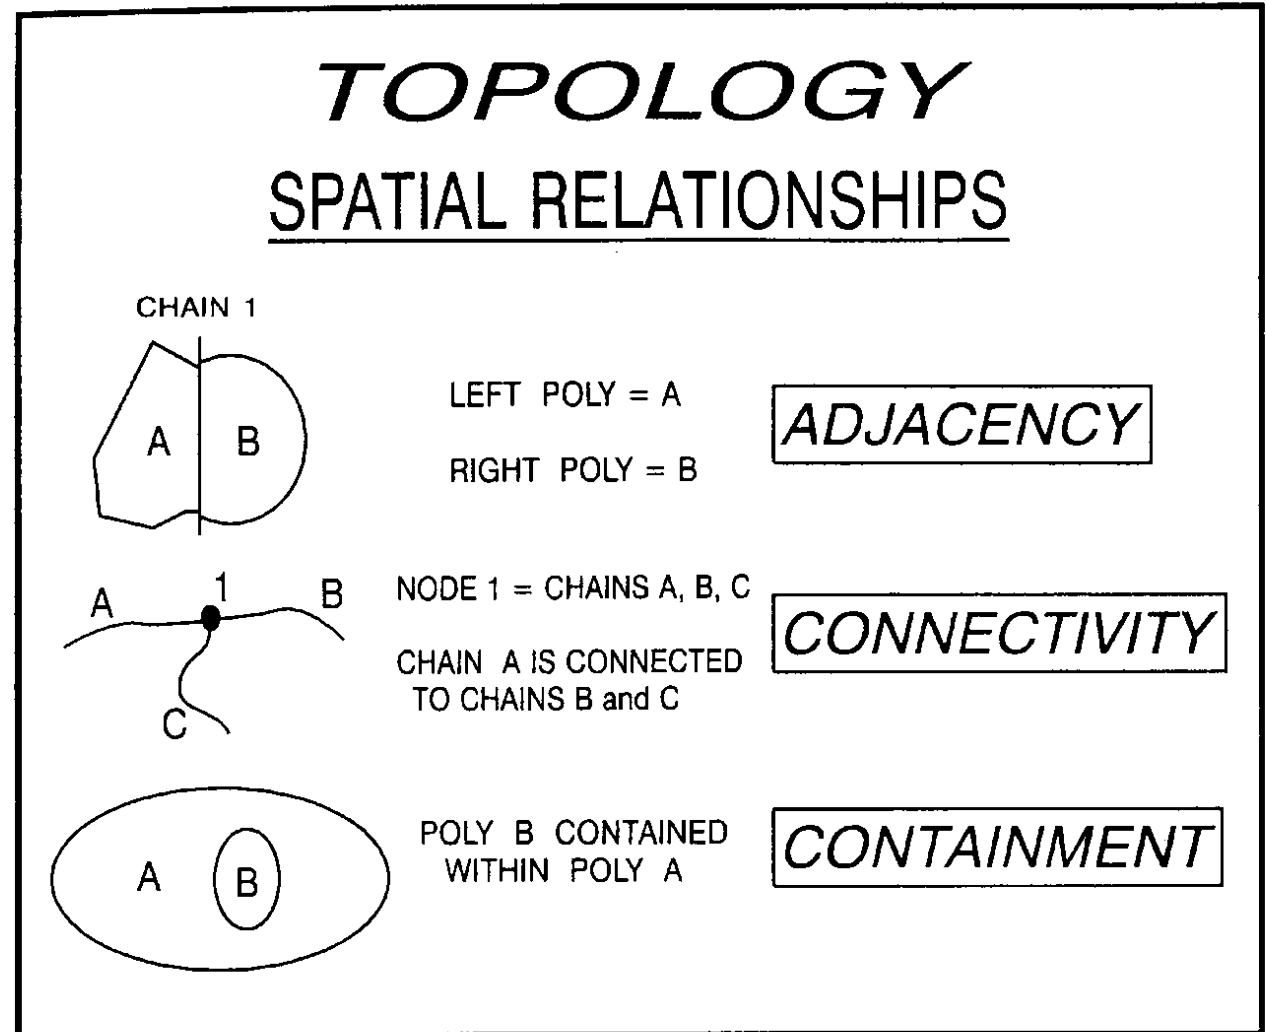 TOPOLOGY
SPATIAL RELATIONSHIPS
CHAIN 1
A B
LEFT POLY = A
RIGHT POLY = B
ADJACENCY
A 1 B
C
NODE 1 = CHAINS A, B, C
CHAIN A IS CONNECTED
TO CHAINS B and C
CONNECTIVITY
A B
POLY B CONTAINED
WITHIN POLY A
CONTAINMENT